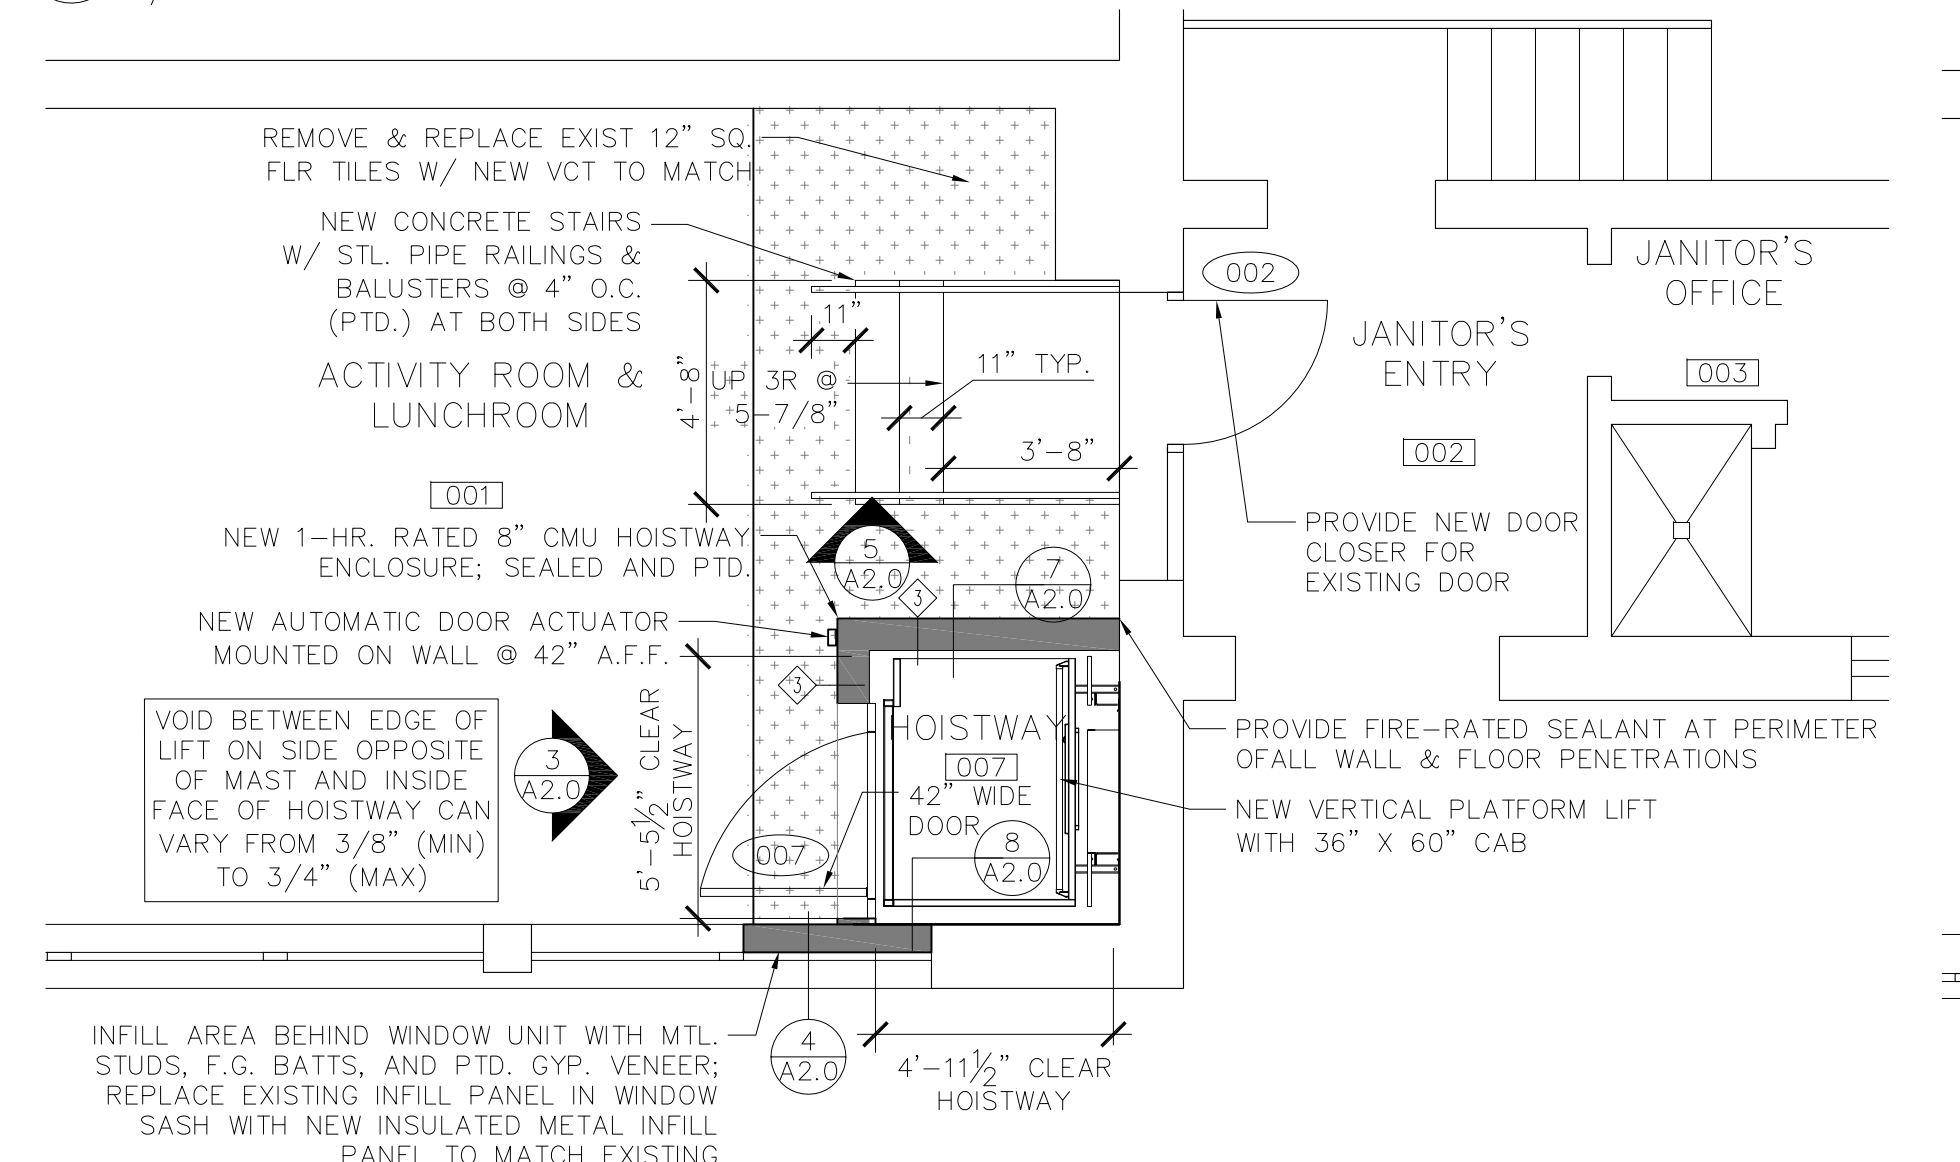 REMOVE & REPLACE EXIST 12" SQ.
FLR TILES W/ NEW VCT TO MATCH
NEW CONCRETE STAIRS
W/ STL. PIPE RAILINGS &
BALUSTERS @ 4" O.C.
(PTD.) AT BOTH SIDES
ACTIVITY ROOM &
LUNCHROOM
001
4'-8"
11"
UP 3R @
5-7/8"
11" TYP.
3'-8"
002
JANITOR'S
ENTRY
002
JANITOR'S
OFFICE
003
PROVIDE NEW DOOR
CLOSER FOR
EXISTING DOOR
NEW 1-HR. RATED 8" CMU HOISTWAY
ENCLOSURE; SEALED AND PTD.
5
A2.0
3
7
A2.0
NEW AUTOMATIC DOOR ACTUATOR
MOUNTED ON WALL @ 42" A.F.F.
3
VOID BETWEEN EDGE OF
LIFT ON SIDE OPPOSITE
OF MAST AND INSIDE
FACE OF HOISTWAY CAN
VARY FROM 3/8" (MIN)
TO 3/4" (MAX)
3
A2.0
5'-5½" CLEAR
HOISTWAY
HOISTWAY
007
42" WIDE
DOOR
007
8
A2.0
PROVIDE FIRE-RATED SEALANT AT PERIMETER
OFALL WALL & FLOOR PENETRATIONS
NEW VERTICAL PLATFORM LIFT
WITH 36" X 60" CAB
INFILL AREA BEHIND WINDOW UNIT WITH MTL.
STUDS, F.G. BATTS, AND PTD. GYP. VENEER;
REPLACE EXISTING INFILL PANEL IN WINDOW
SASH WITH NEW INSULATED METAL INFILL
PANEL TO MATCH EXISTING
4
A2.0
4'-11½" CLEAR
HOISTWAY